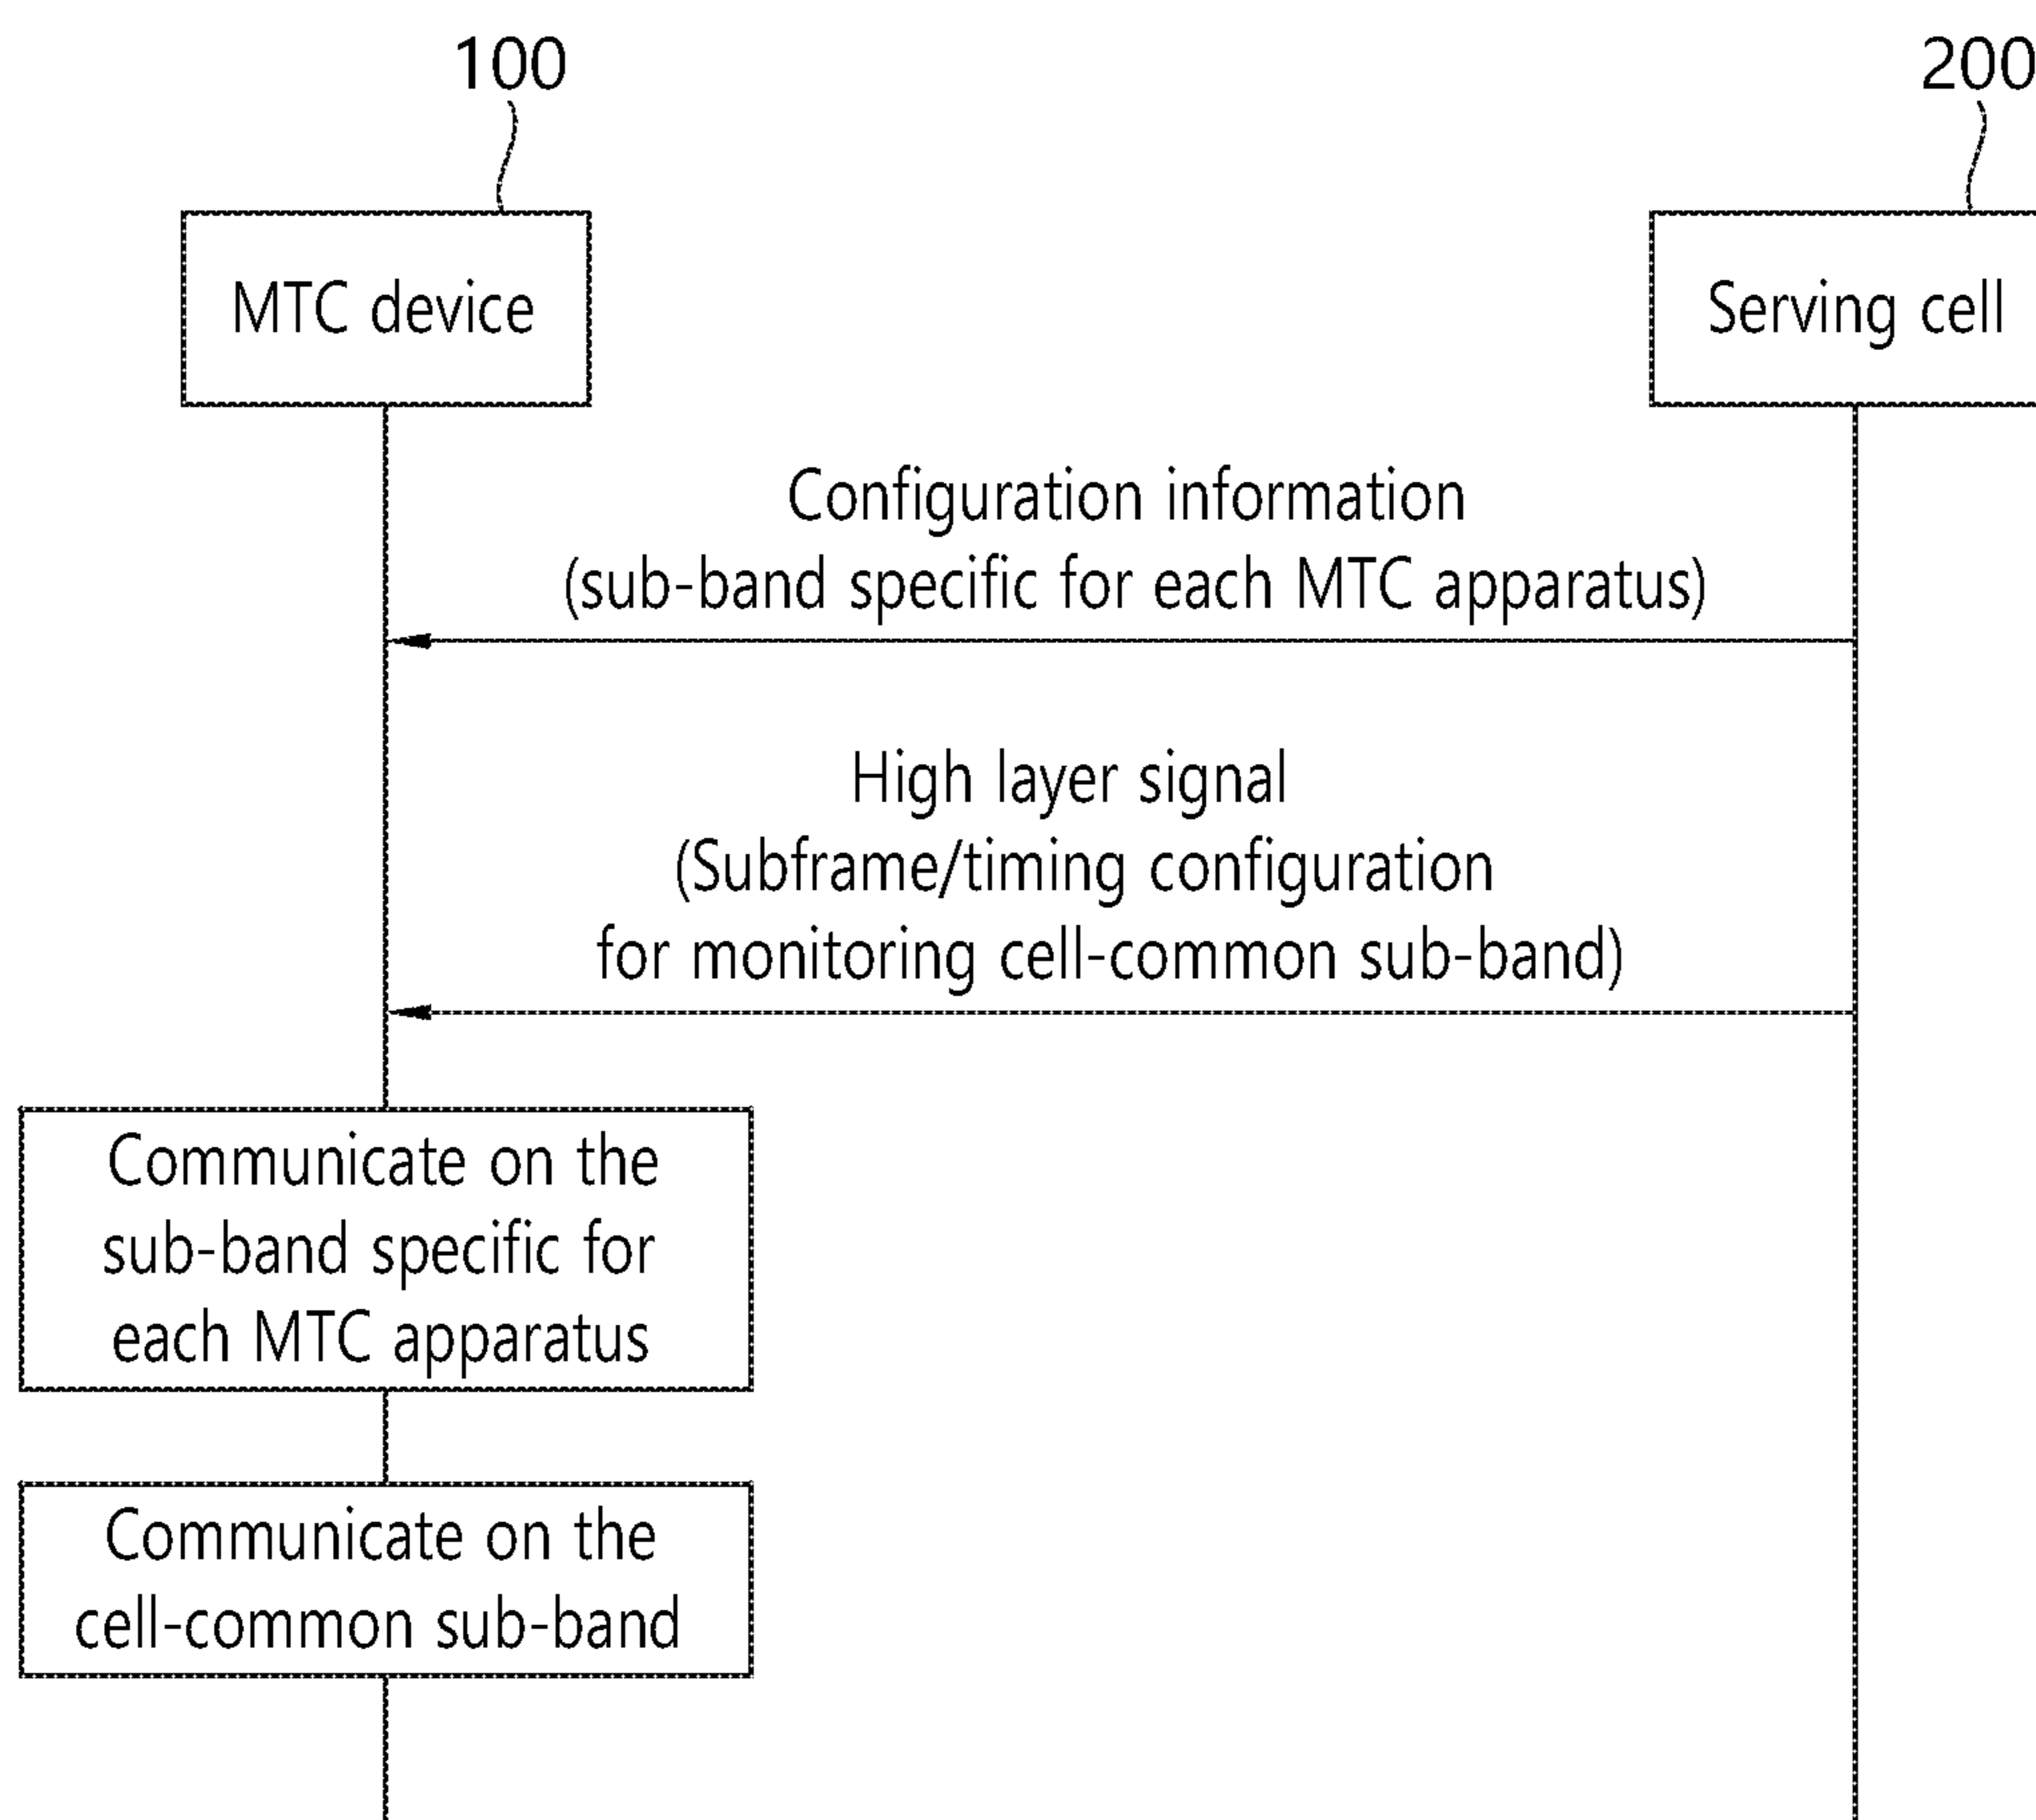 100
200
MTC device
Serving cell
Configuration information
(sub-band specific for each MTC apparatus)
High layer signal
(Subframe/timing configuration
for monitoring cell-common sub-band)
Communicate on the
sub-band specific for
each MTC apparatus
Communicate on the
cell-common sub-band